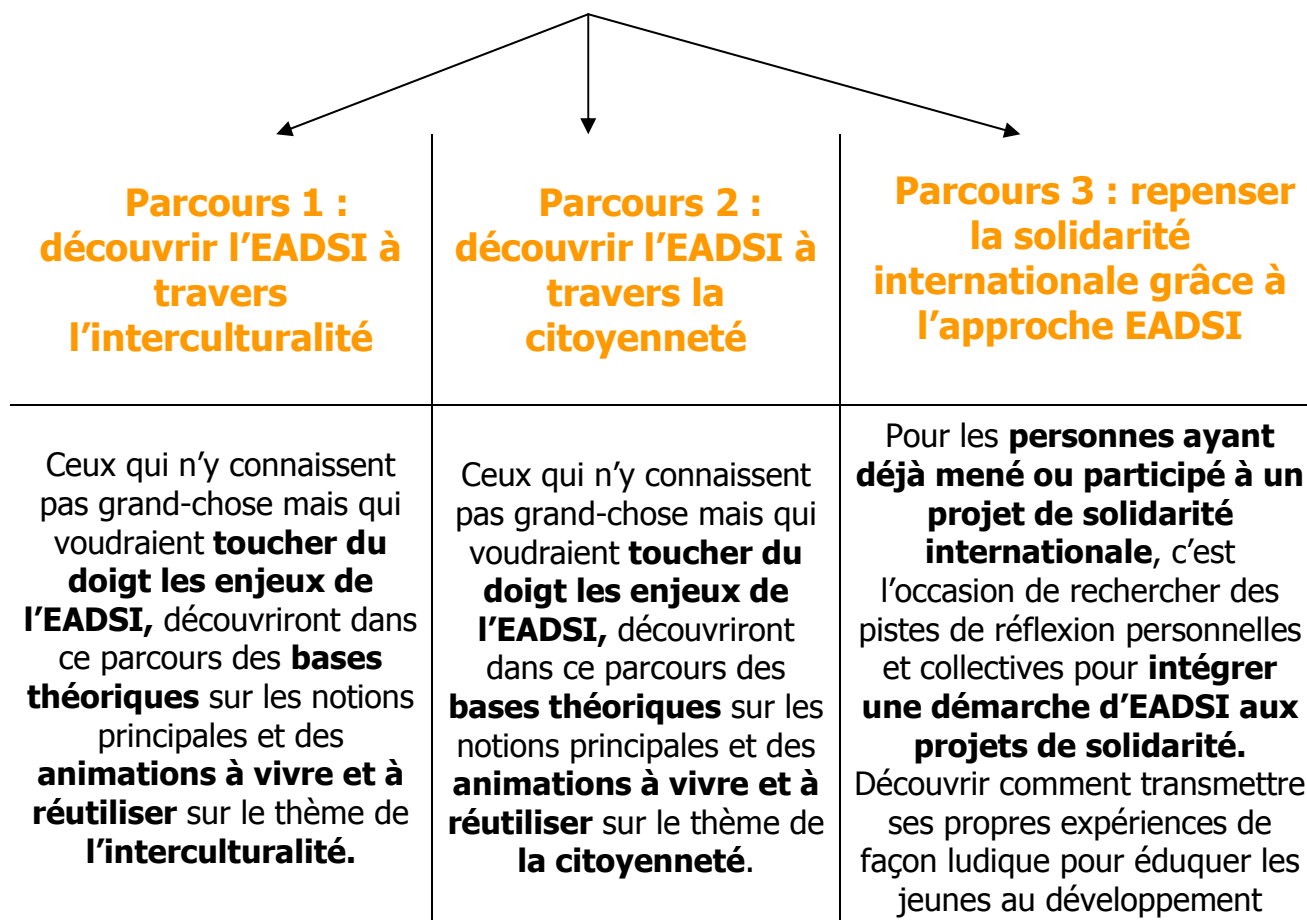 Parcours 1 :
découvrir l’EADSI à
travers
l’interculturalité
Parcours 2 :
découvrir l’EADSI à
travers la
citoyenneté
Parcours 3 : repenser
la solidarité
internationale grâce à
l’approche EADSI
Ceux qui n’y connaissent
pas grand-chose mais qui
voudraient toucher du
doigt les enjeux de
l’EADSI, découvriront dans
ce parcours des bases
théoriques sur les notions
principales et des
animations à vivre et à
réutiliser sur le thème de
l’interculturalité.
Ceux qui n’y connaissent
pas grand-chose mais qui
voudraient toucher du
doigt les enjeux de
l’EADSI, découvriront
dans ce parcours des
bases théoriques sur les
notions principales et des
animations à vivre et à
réutiliser sur le thème de
la citoyenneté.
Pour les personnes ayant
déjà mené ou participé à un
projet de solidarité
internationale, c’est
l’occasion de rechercher des
pistes de réflexion personnelles
et collectives pour intégrer
une démarche d’EADSI aux
projets de solidarité.
Découvrir comment transmettre
ses propres expériences de
façon ludique pour éduquer les
jeunes au développement